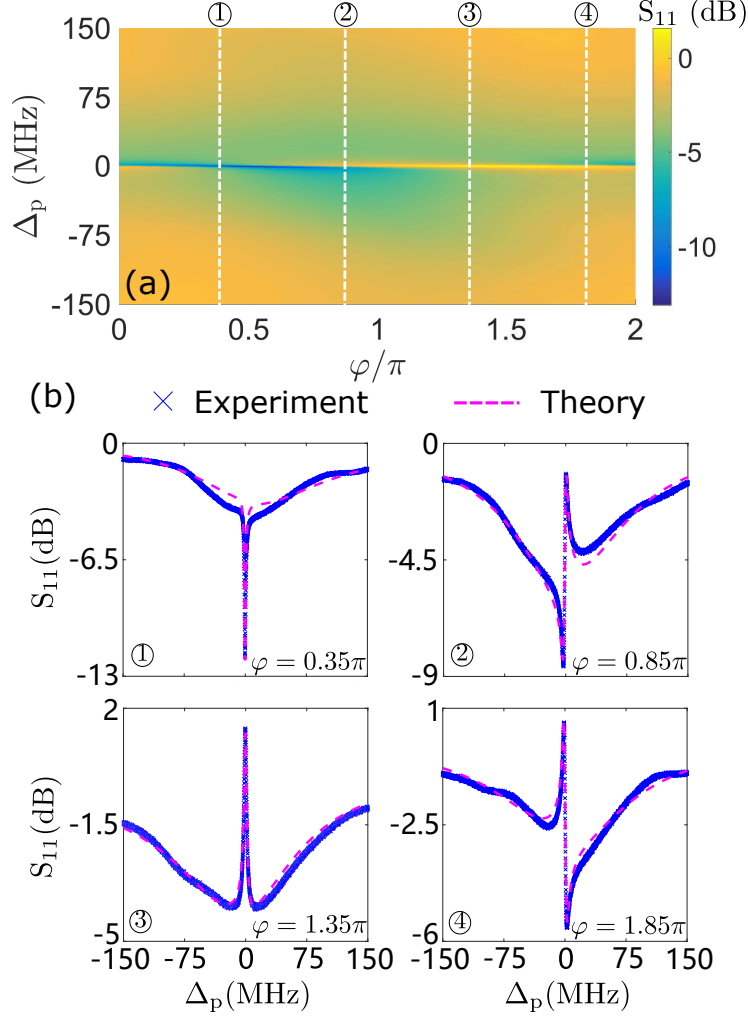 ① ② ③ ④ S₁₁ (dB)
150
75
0
-75
-150
Δₚ (MHz)
(a)
0
-5
-10
0 0.5 1 1.5 2
φ/π
(b) × Experiment Theory
0
-6.5
-13
S₁₁(dB)
① φ = 0.35π
0
-4.5
-9
② φ = 0.85π
2
-1.5
-5
S₁₁(dB)
③ φ = 1.35π
-150 -75 0 75 150
Δₚ(MHz)
1
-2.5
-6
④ φ = 1.85π
-150 -75 0 75 150
Δₚ(MHz)